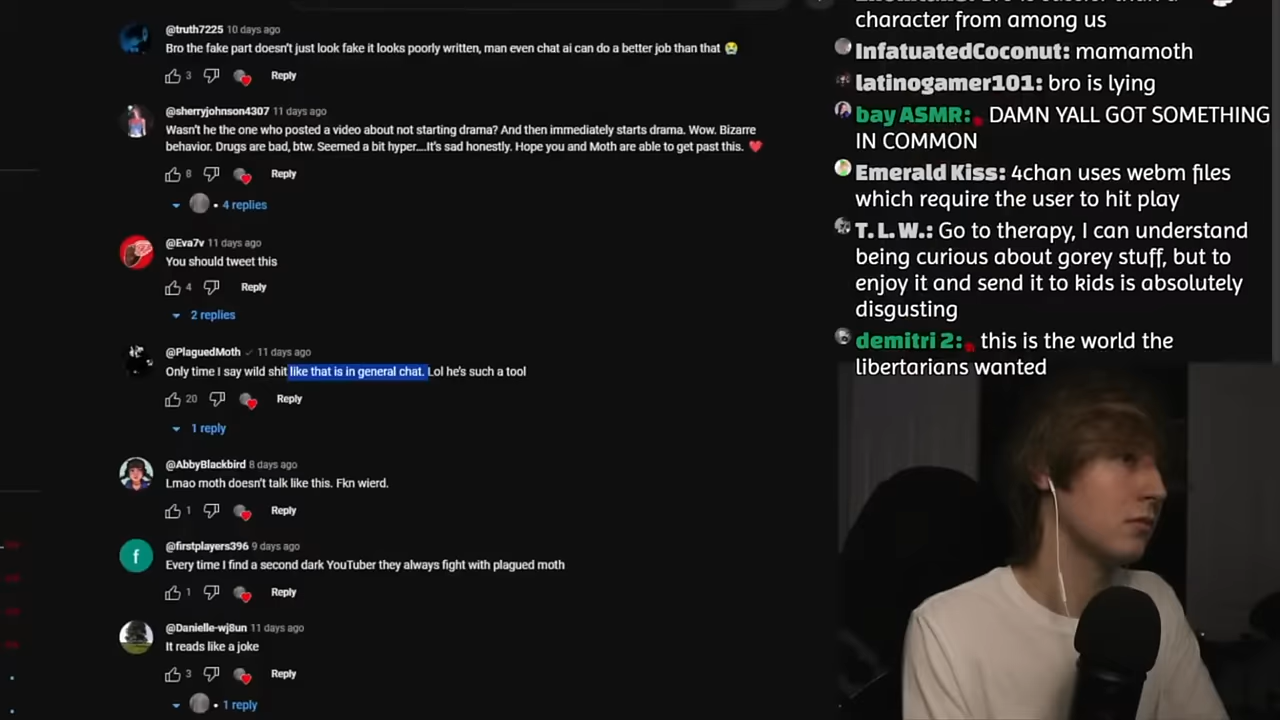 @truth7225 10 days ago
Bro the fake part doesn't just look fake it looks poorly written, man even chat ai can do a better job than that 😭
3 Reply
@sherryjohnson4307 11 days ago
Wasn't he the one who posted a video about not starting drama? And then immediately starts drama. Wow. Bizarre
behavior. Drugs are bad, btw. Seemed a bit hyper....It's sad honestly. Hope you and Moth are able to get past this. ❤️
8 Reply
• 4 replies
@Eva7v 11 days ago
You should tweet this
4 Reply
2 replies
@PlaguedMoth 11 days ago
Only time I say wild shit like that is in general chat. Lol he's such a tool
20 Reply
1 reply
@AbbyBlackbird 8 days ago
Lmao moth doesn't talk like this. Fkn wierd.
1 Reply
f
@firstplayers396 9 days ago
Every time I find a second dark YouTuber they always fight with plagued moth
1 Reply
@Danielle-wj8un 11 days ago
It reads like a joke
3 Reply
• 1 reply
character from among us
InfatuatedCoconut: mamamoth
latinogamer101: bro is lying
bay ASMR: DAMN YALL GOT SOMETHING
IN COMMON
Emerald Kiss: 4chan uses webm files
which require the user to hit play
T. L. W.: Go to therapy, I can understand
being curious about gorey stuff, but to
enjoy it and send it to kids is absolutely
disgusting
demitri 2: this is the world the
libertarians wanted